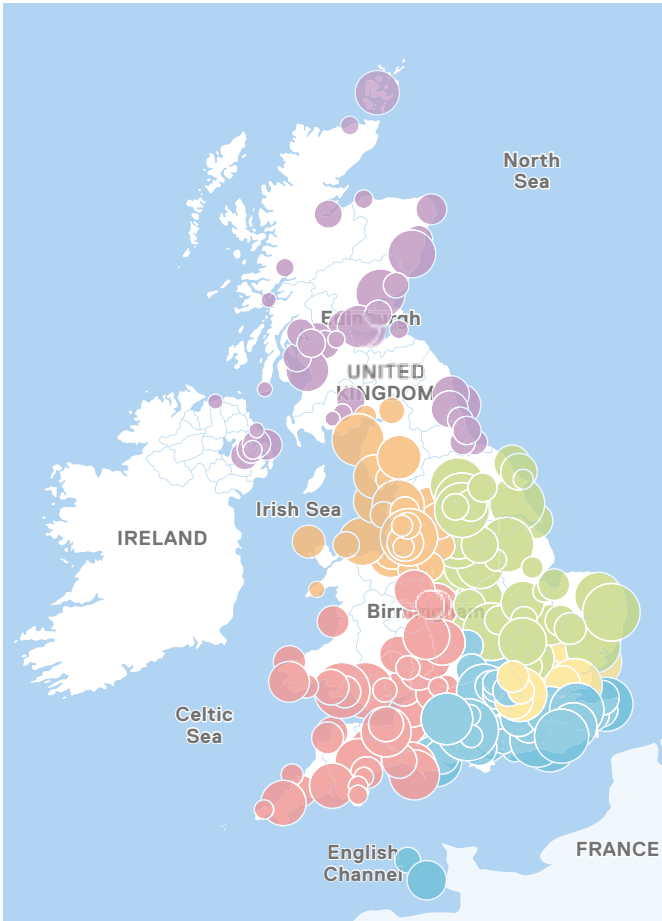 North
Sea
Edinburgh
UNITED
KINGDOM
Irish Sea
IRELAND
Birmingham
Celtic
Sea
English
Channel
FRANCE